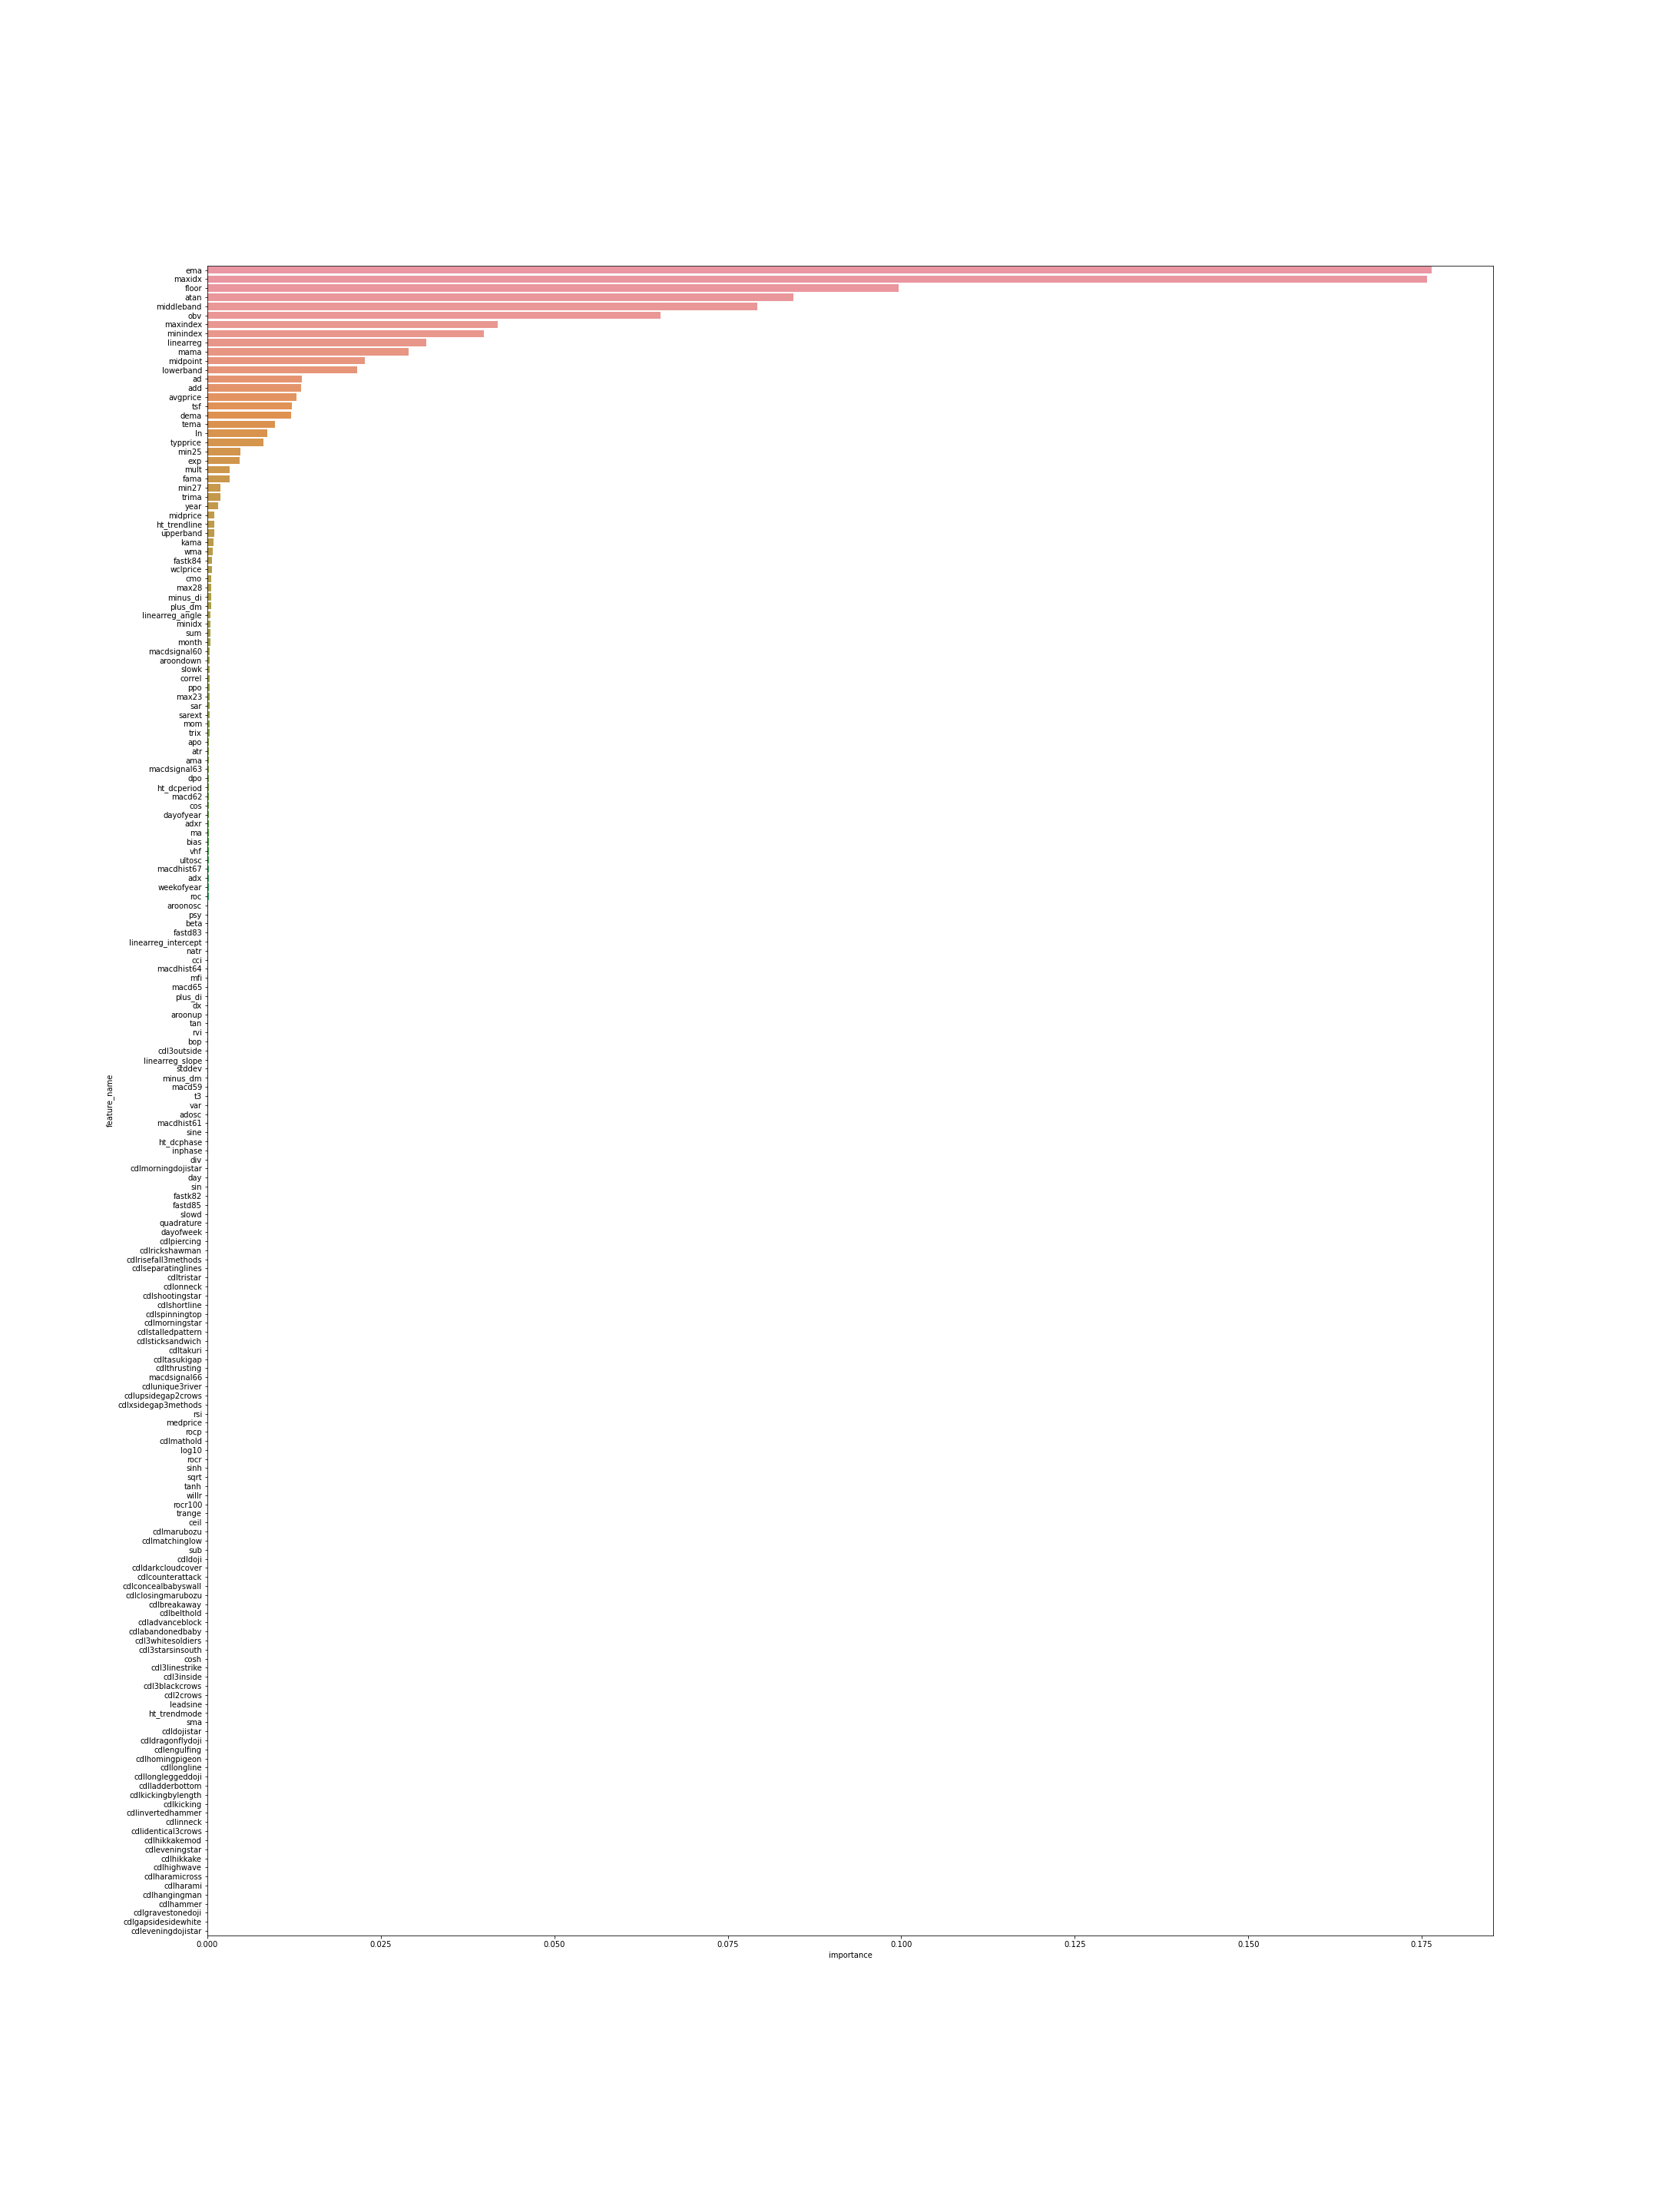 ema
maxidx
floor
atan
middleband
obv
maxindex
minindex
linearreg
mama
midpoint
lowerband
ad
add
avgprice
tsf
dema
tema
ln
typprice
min25
exp
mult
fama
min27
trima
year
midprice
ht_trendline
upperband
kama
wma
fastk84
wclprice
cmo
max28
minus_di
plus_dm
linearreg_angle
minidx
sum
month
macdsignal60
aroondown
slowk
correl
ppo
max23
sar
sarext
mom
trix
apo
atr
ama
macdsignal63
dpo
ht_dcperiod
macd62
cos
dayofyear
adxr
ma
bias
vhf
ultosc
macdhist67
adx
weekofyear
roc
aroonosc
psy
beta
fastd83
linearreg_intercept
natr
cci
macdhist64
mfi
macd65
plus_di
dx
aroonup
tan
rvi
bop
cdl3outside
linearreg_slope
stddev
minus_dm
macd59
t3
var
adosc
macdhist61
sine
ht_dcphase
inphase
div
cdlmorningdojistar
day
sin
fastk82
fastd85
slowd
quadrature
dayofweek
cdlpiercing
cdlrickshawman
cdlrisefall3methods
cdlseparatinglines
cdltristar
cdlonneck
cdlshootingstar
cdlshortline
cdlspinningtop
cdlmorningstar
cdlstalledpattern
cdlsticksandwich
cdltakuri
cdltasukigap
cdlthrusting
macdsignal66
cdlunique3river
cdlupsidegap2crows
cdlxsidegap3methods
rsi
medprice
rocp
cdlmathold
log10
rocr
sinh
sqrt
tanh
willr
rocr100
trange
ceil
cdlmarubozu
cdlmatchinglow
sub
cdldoji
cdldarkcloudcover
cdlcounterattack
cdlconcealbabyswall
cdlclosingmarubozu
cdlbreakaway
cdlbelthold
cdladvanceblock
cdlabandonedbaby
cdl3whitesoldiers
cdl3starsinsouth
cosh
cdl3linestrike
cdl3inside
cdl3blackcrows
cdl2crows
leadsine
ht_trendmode
sma
cdldojistar
cdldragonflydoji
cdlengulfing
cdlhomingpigeon
cdllongline
cdllongleggeddoji
cdlladderbottom
cdlkickingbylength
cdlkicking
cdlinvertedhammer
cdlinneck
cdlidentical3crows
cdlhikkakemod
cdleveningstar
cdlhikkake
cdlhighwave
cdlharamicross
cdlharami
cdlhangingman
cdlhammer
cdlgravestonedoji
cdlgapsidesidewhite
cdleveningdojistar
feature_name
0.000 0.025 0.050 0.075 0.100 0.125 0.150 0.175
importance